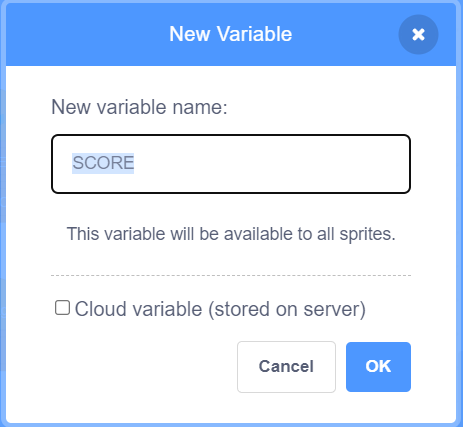 New Variable
New variable name:
SCORE
This variable will be available to all sprites.
Cloud variable (stored on server)
Cancel
OK